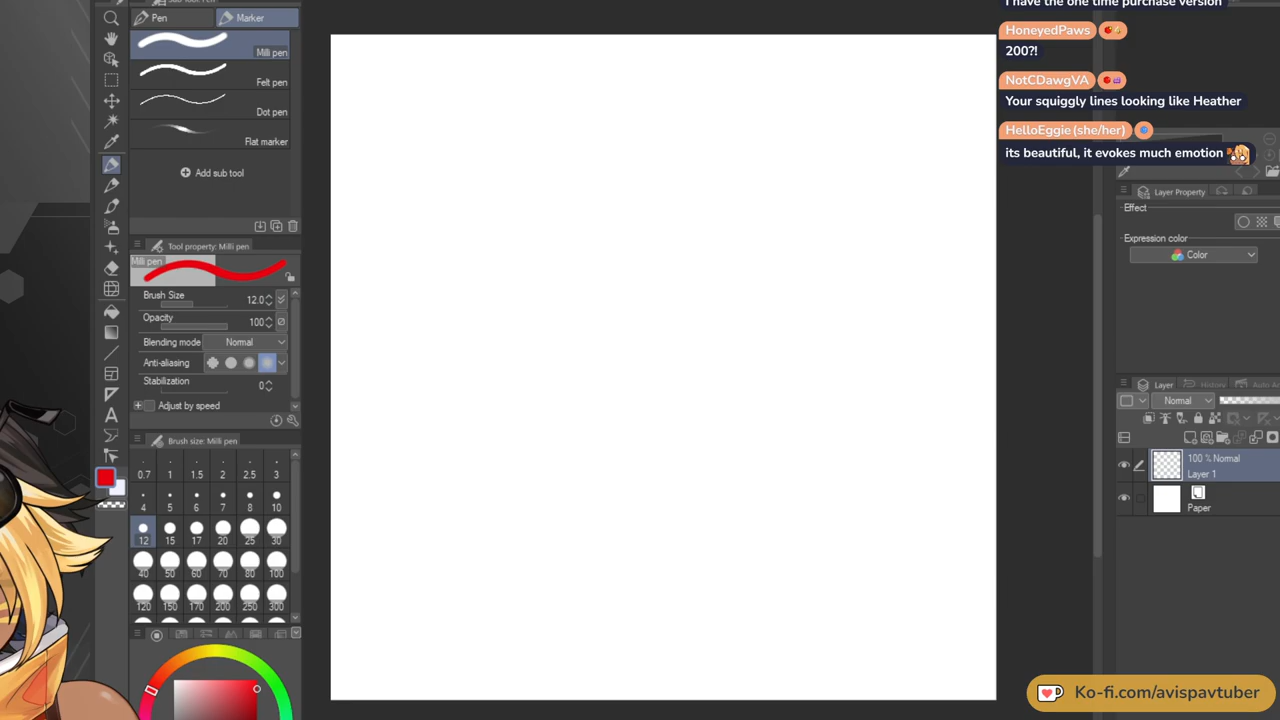 Pen
Marker
Milli pen
Felt pen
Dot pen
Flat marker
Add sub tool
Tool property: Milli pen
Milli pen
Brush Size
12.0
Opacity
100
Blending mode
Normal
Anti-aliasing
Stabilization
0
Adjust by speed
Brush size: Milli pen
0.7 1 1.5 2 2.5 3
4 5 6 7 8 10
12 15 17 20 25 30
40 50 60 70 80 100
120 150 170 200 250 300
I have the one time purchase version
HoneyedPaws
200?!
NotCDawgVA
Your squiggly lines looking like Heather
HelloEggie (she/her)
its beautiful, it evokes much emotion
Layer Property
Effect
Expression color
Color
Layer
History
Auto Ac
Normal
100 % Normal
Layer 1
Paper
Ko-fi.com/avispavtuber